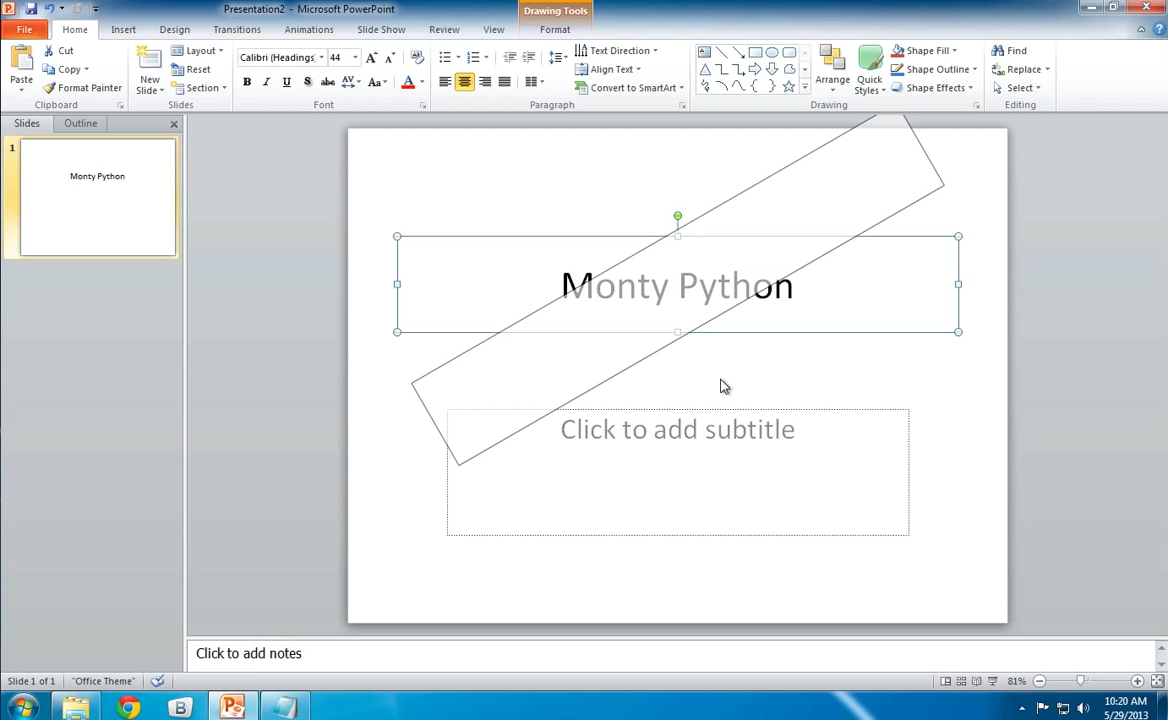 Presentation2 - Microsoft PowerPoint
Drawing Tools
File Home Insert Design Transitions Animations Slide Show Review View Format
Paste
Cut
Copy
Format Painter
Clipboard
New Slide
Layout
Reset
Section
Slides
Calibri (Headings) 44
B I U S abc AV Aa A
Font
Text Direction
Align Text
Convert to SmartArt
Paragraph
Arrange
Quick Styles
Shape Fill
Shape Outline
Shape Effects
Drawing
Find
Replace
Select
Editing
Slides Outline
1
Monty Python
Monty Python
Click to add subtitle
Click to add notes
Slide 1 of 1 "Office Theme" 81%
10:20 AM
5/29/2013